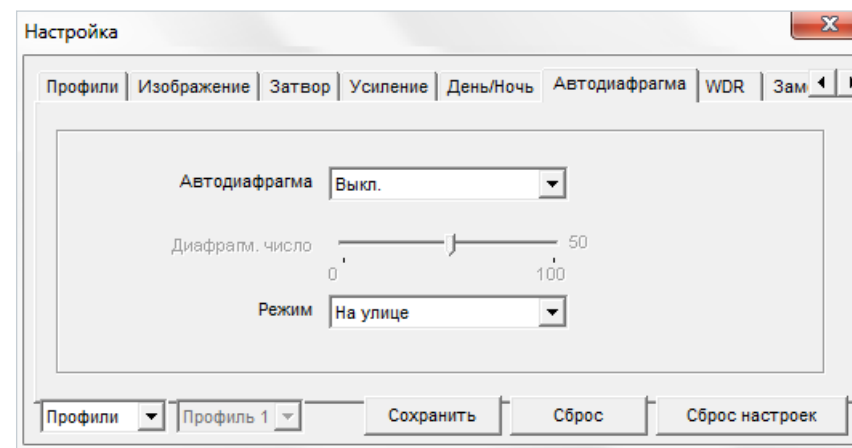 Настройка
Профили Изображение Затвор Усиление День/Ночь Автодиафрагма WDR Зам
Автодиафрагма Выкл.
Диафрагм. число 50
0 100
Режим На улице
Профили Профиль 1 Сохранить Сброс Сброс настроек